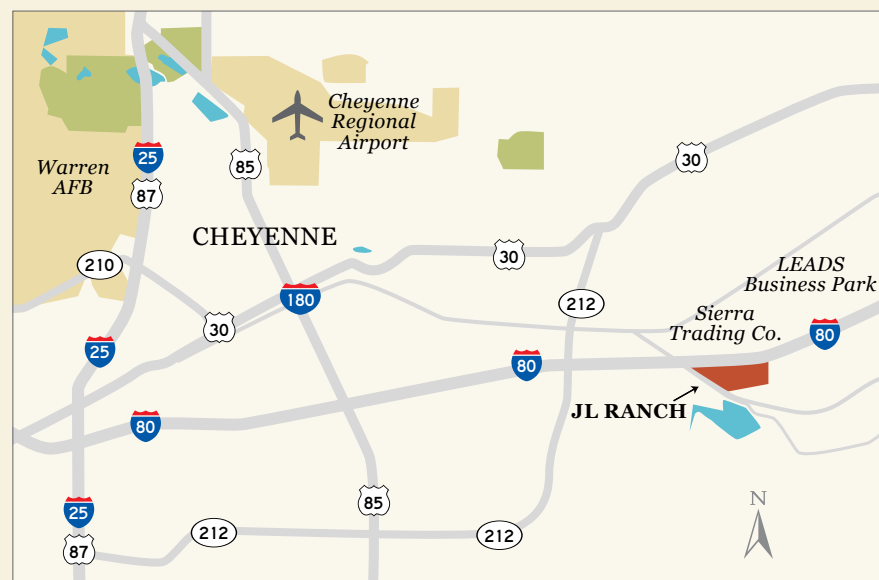 Cheyenne
Regional
Airport
25
85
30
Warren
AFB
87
CHEYENNE
30
210
LEADS
Business Park
180
212
Sierra
Trading Co.
30
80
25
80
JL RANCH
80
N
85
25
212
212
87